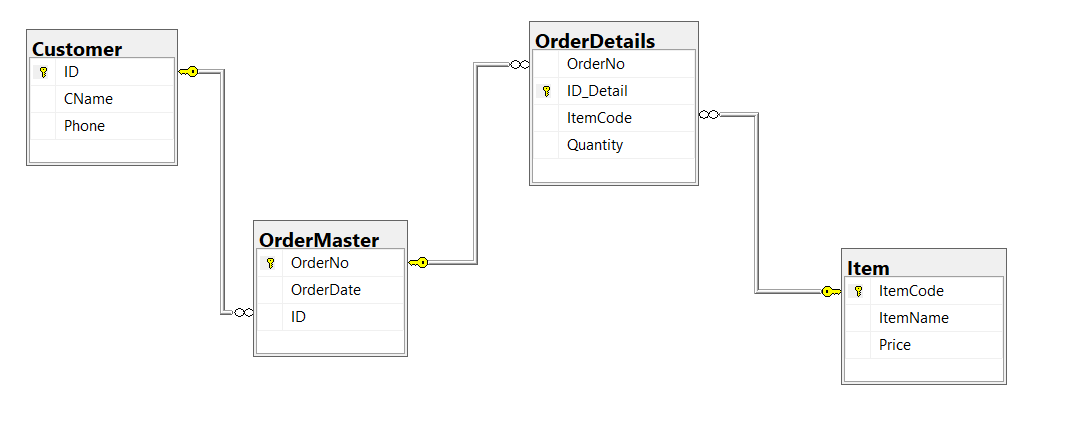 Customer
ID
CName
Phone
OrderMaster
OrderNo
OrderDate
ID
OrderDetails
OrderNo
ID_Detail
ItemCode
Quantity
Item
ItemCode
ItemName
Price